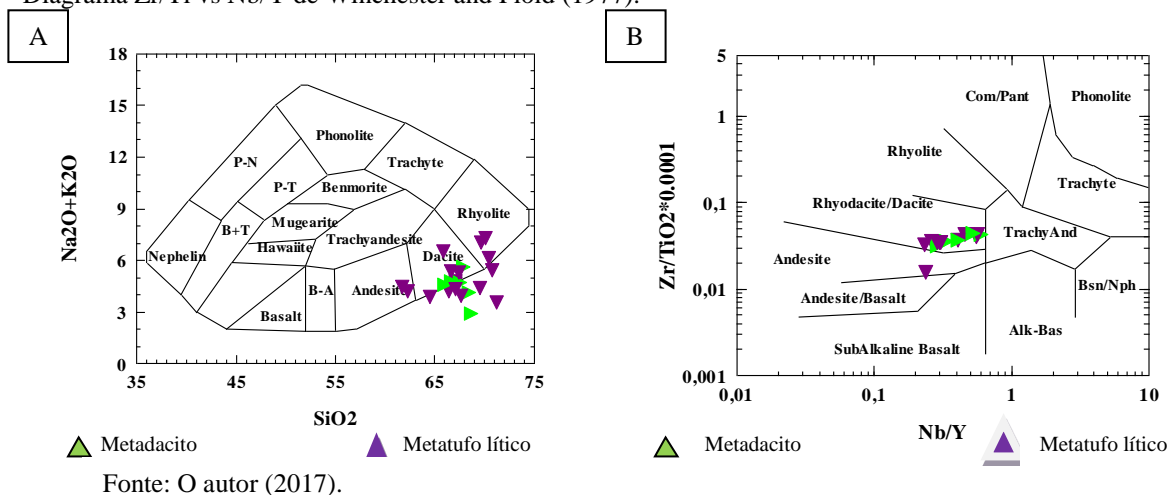 Diagrama Zr/Ti vs Nb/Y de Winchester and Floid (1977).
A
B
18
15
12
9
6
3
0
35
45
55
65
75
Na2O+K2O
SiO2
Phonolite
P-N
Trachyte
P-T
Benmorite
Rhyolite
B+T
Mugearite
Trachyandesite
Hawaiite
Nephelin
Dacite
B-A
Andesite
Basalt
5
1
0,1
0,01
0,001
0,01
0,1
1
10
Zr/TiO2*0.0001
Nb/Y
Com/Pant
Phonolite
Rhyolite
Trachyte
Rhyodacite/Dacite
TrachyAnd
Andesite
Bsn/Nph
Andesite/Basalt
Alk-Bas
SubAlkaline Basalt
Metadacito
Metatufo lítico
Metadacito
Metatufo lítico
Fonte: O autor (2017).